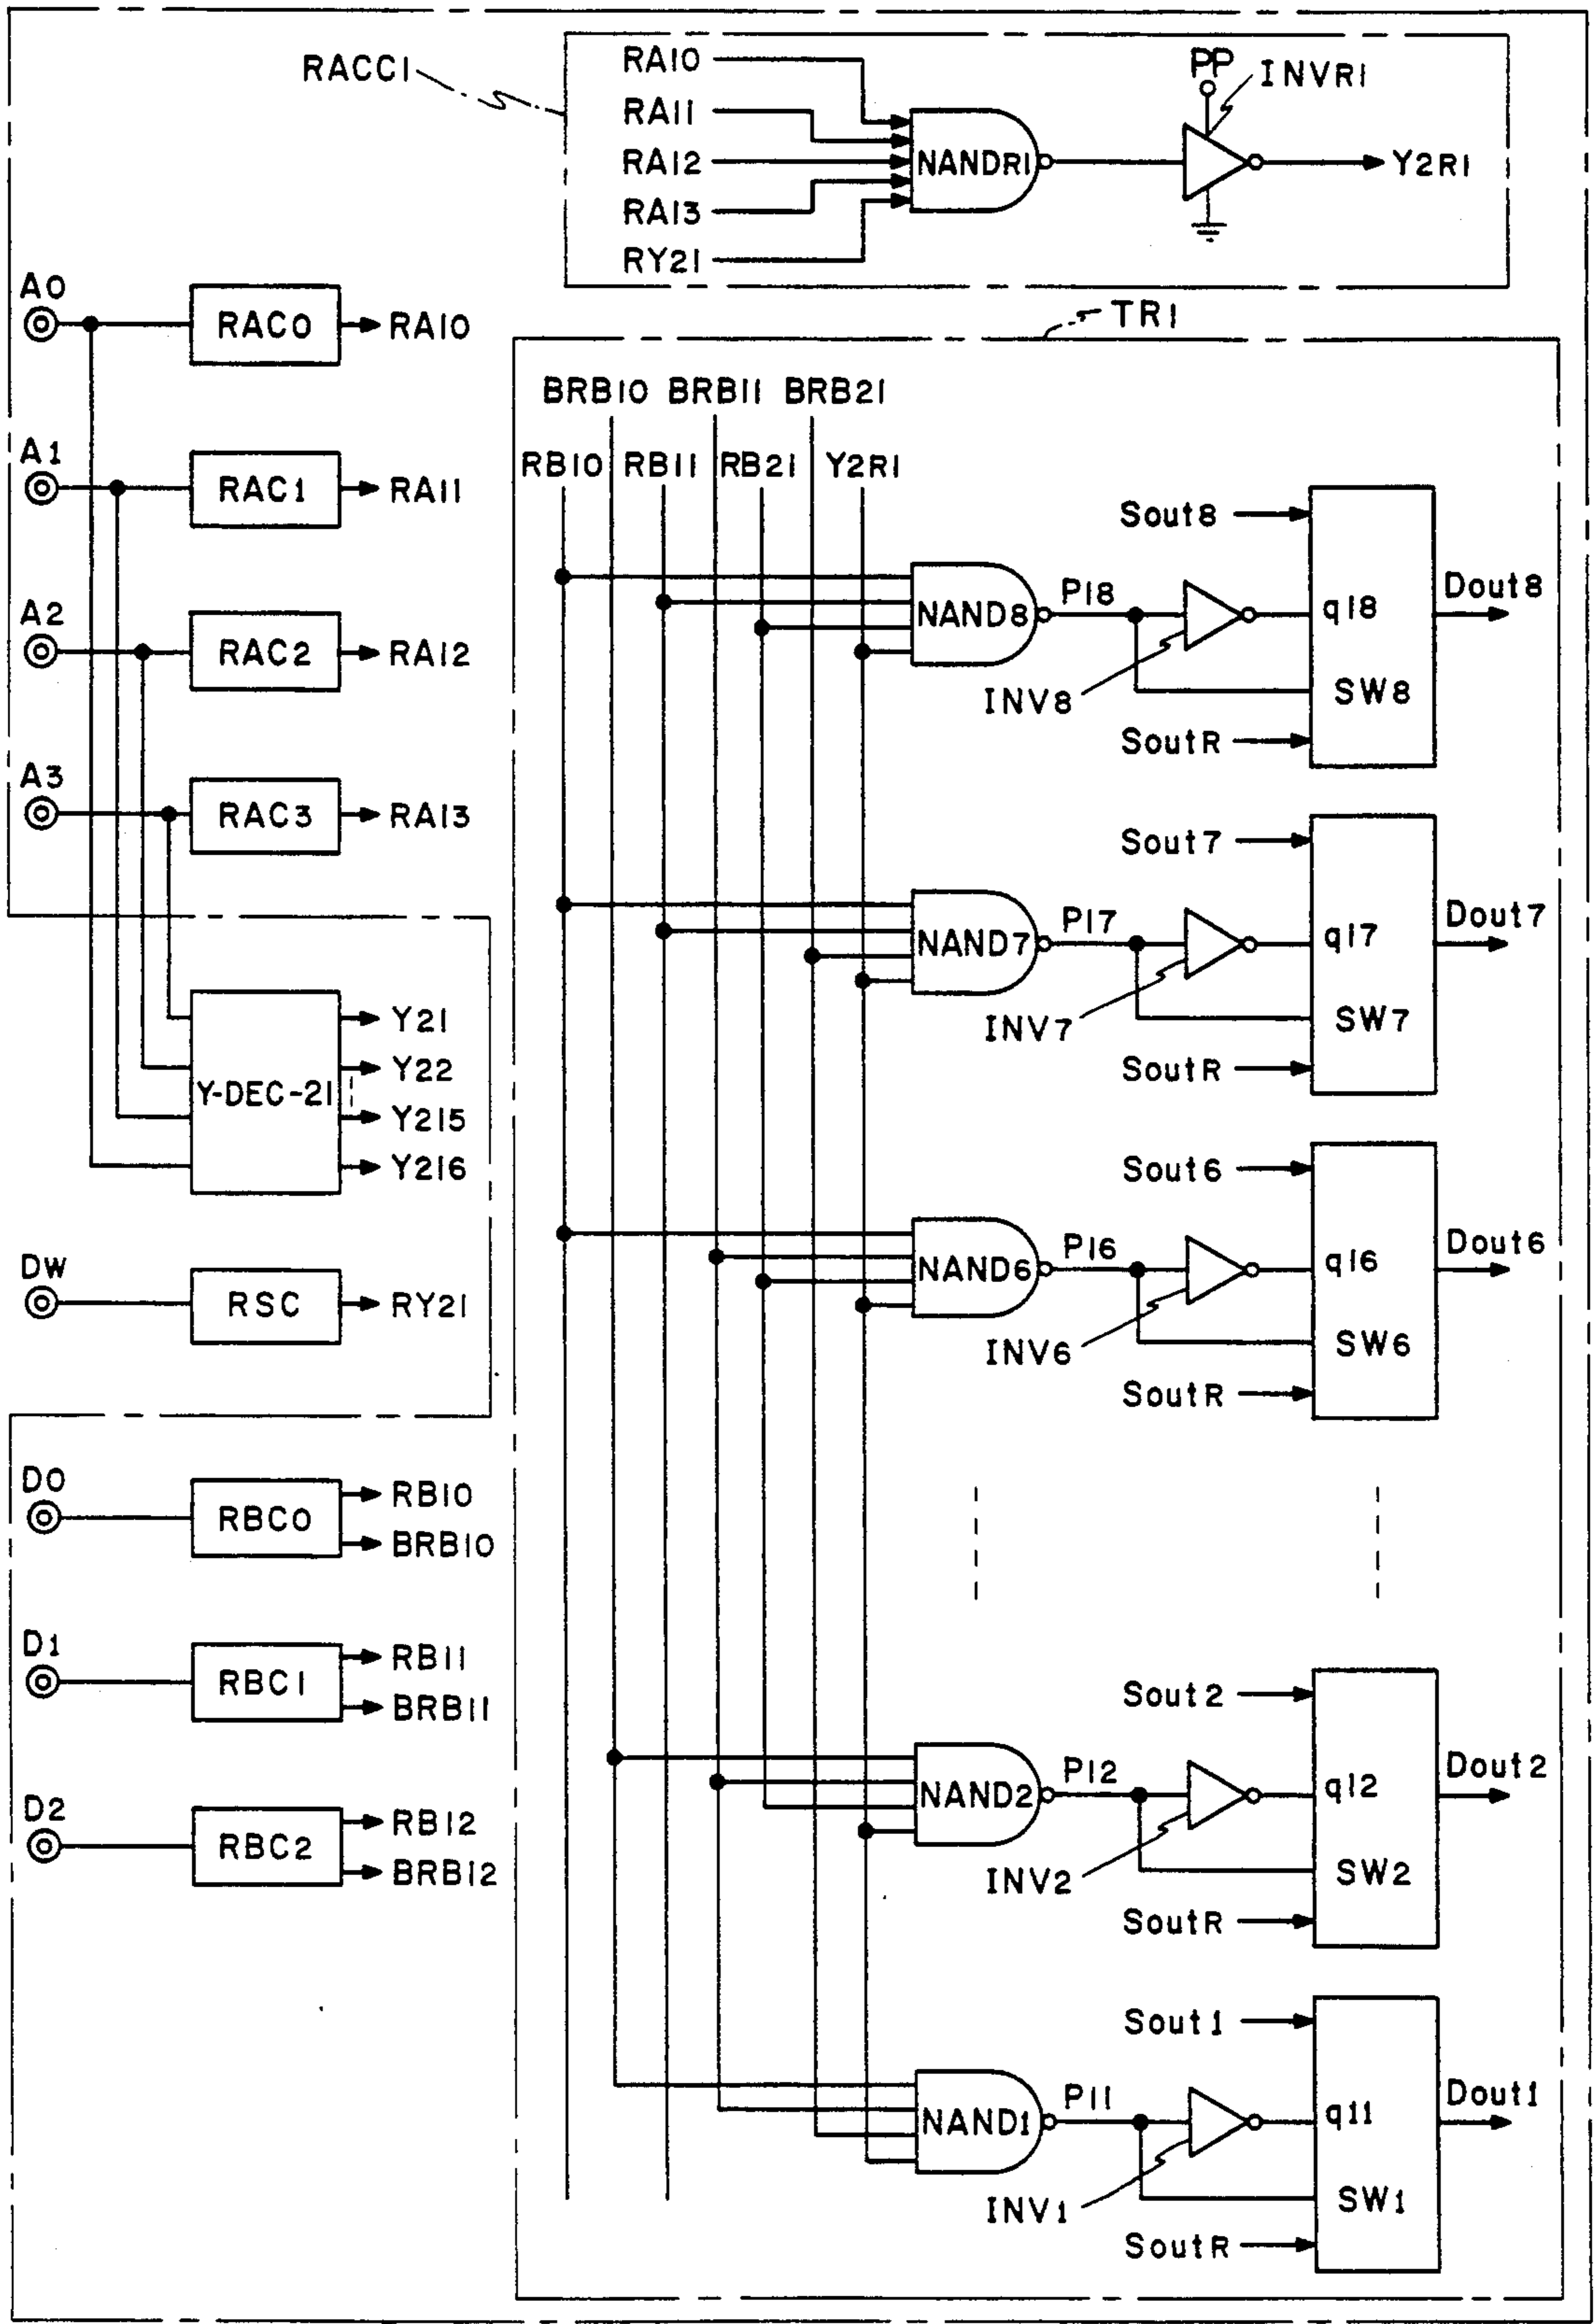 RACC1
RA10
RA11
RA12
RA13
RY21
NANDR1
PP
INVR1
Y2R1
A0
RAC0
RA10
A1
RAC1
RA11
A2
RAC2
RA12
A3
RAC3
RA13
Y-DEC-21
Y21
Y22
Y215
Y216
DW
RSC
RY21
D0
RBC0
RB10
BRB10
D1
RBC1
RB11
BRB11
D2
RBC2
RB12
BRB12
TR1
BRB10 BRB11 BRB21
RB10 RB11 RB21 Y2R1
Sout8
NAND8
P18
INV8
q18
SW8
SoutR
Dout8
Sout7
NAND7
P17
INV7
q17
SW7
SoutR
Dout7
Sout6
NAND6
P16
INV6
q16
SW6
SoutR
Dout6
Sout2
NAND2
P12
INV2
q12
SW2
SoutR
Dout2
Sout1
NAND1
P11
INV1
q11
SW1
SoutR
Dout1